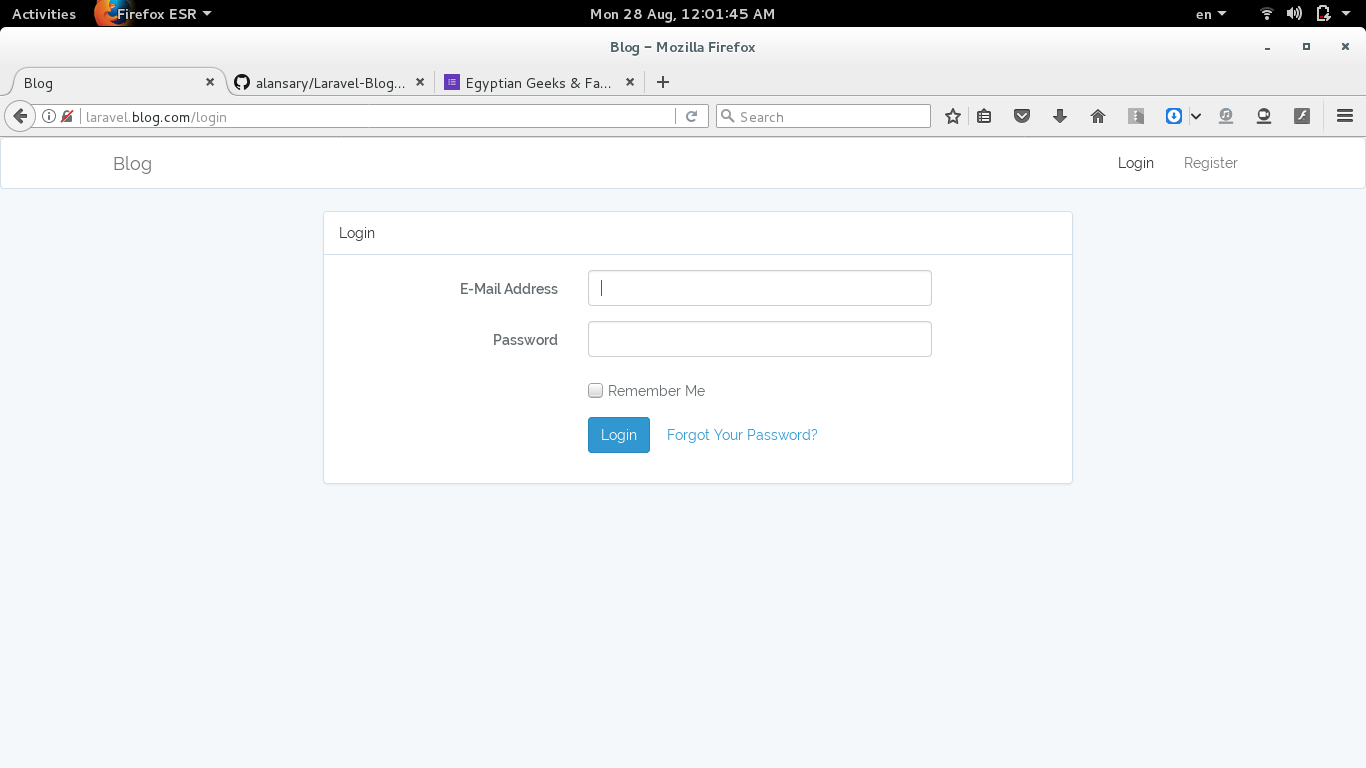 Activities Firefox ESR Mon 28 Aug, 12:01:45 AM en
Blog – Mozilla Firefox
Blog alansary/Laravel-Blog... Egyptian Geeks & Fa...
laravel.blog.com/login Search
Blog Login Register
Login
E-Mail Address
Password
Remember Me
Login Forgot Your Password?